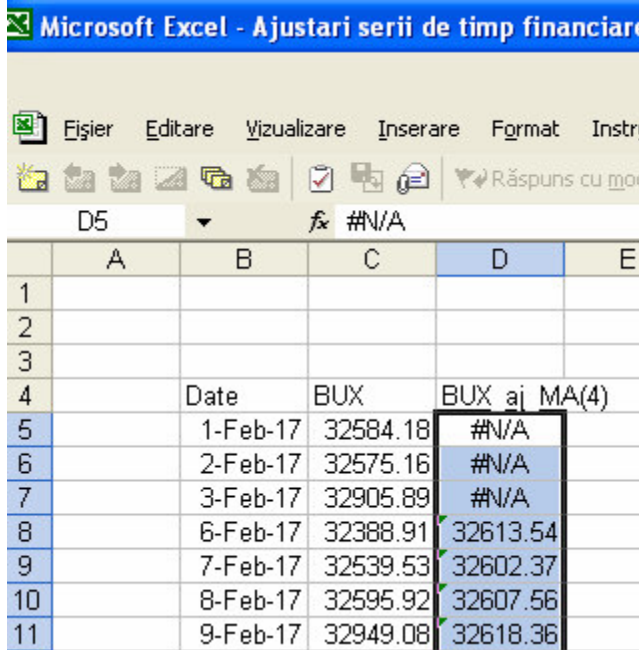 Microsoft Excel - Ajustari serii de timp financiare
Fişier Editare Vizualizare Inserare Format Instr
Răspuns cu mo
D5 fx #N/A
A B C D E
1
2
3
4 Date BUX BUX_aj_MA(4)
5 1-Feb-17 32584.18 #N/A
6 2-Feb-17 32575.16 #N/A
7 3-Feb-17 32905.89 #N/A
8 6-Feb-17 32388.91 32613.54
9 7-Feb-17 32539.53 32602.37
10 8-Feb-17 32595.92 32607.56
11 9-Feb-17 32949.08 32618.36